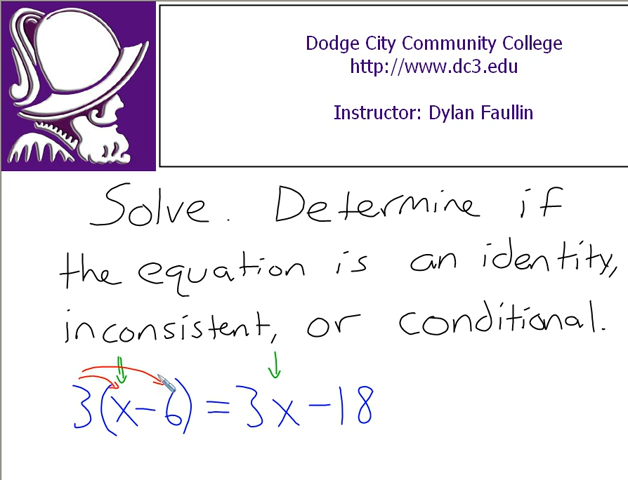 Dodge City Community College
http://www.dc3.edu
Instructor: Dylan Faullin
Solve. Determine if
the equation is an identity,
inconsistent, or conditional.
3(x-6) = 3x-18